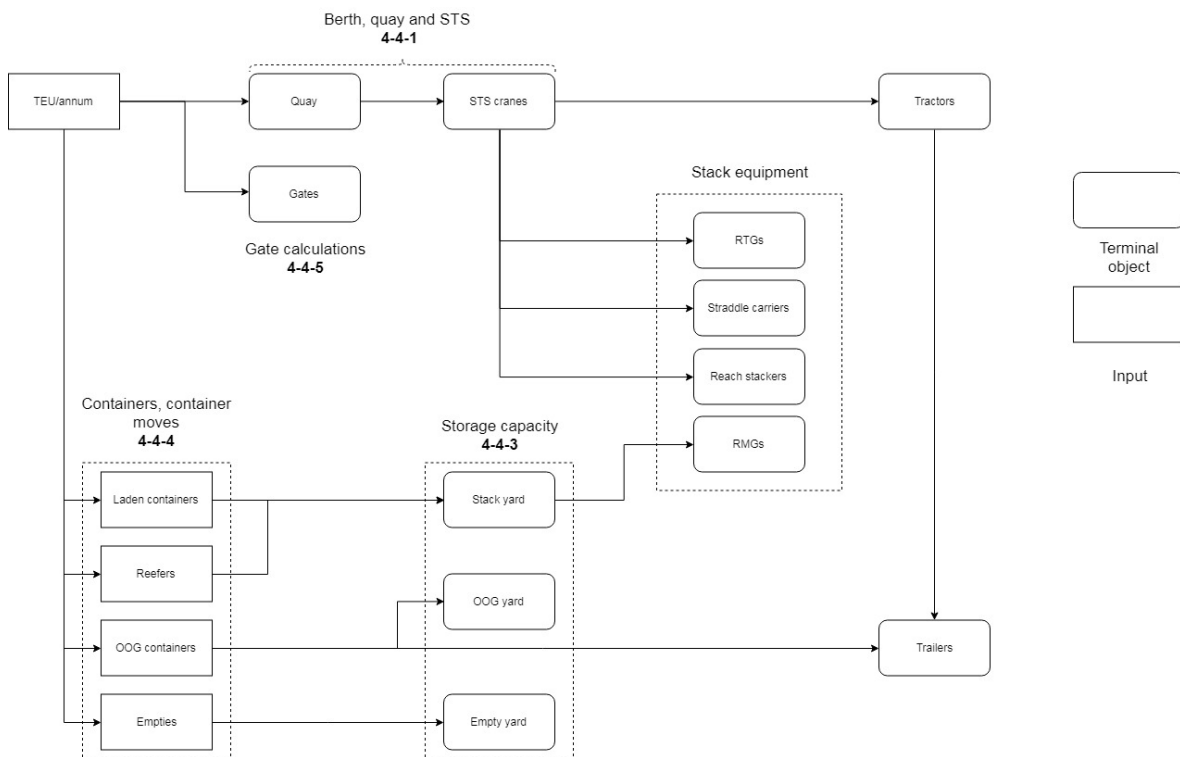 Berth, quay and STS
4-4-1
TEU/annum
Quay
STS cranes
Tractors
Gates
Gate calculations
4-4-5
Stack equipment
RTGs
Straddle carriers
Reach stackers
RMGs
Terminal
object
Input
Containers, container
moves
4-4-4
Storage capacity
4-4-3
Laden containers
Stack yard
Reefers
OOG yard
OOG containers
Trailers
Empties
Empty yard